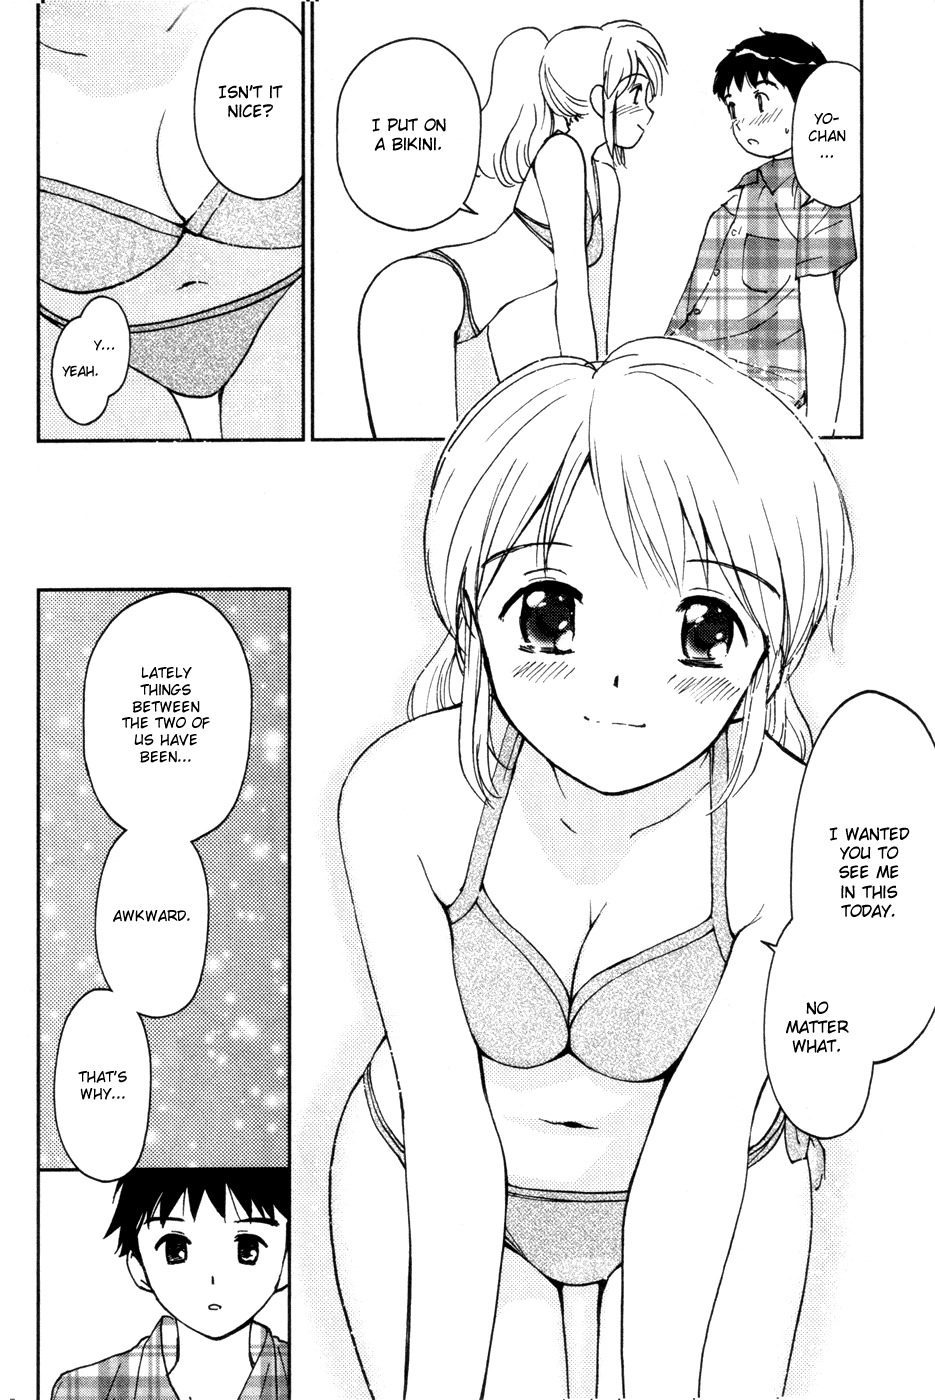 YO-
CHAN
...
I PUT ON
A BIKINI.
ISN'T IT
NICE?
Y...
YEAH.
I WANTED
YOU TO
SEE ME
IN THIS
TODAY.
NO
MATTER
WHAT.
LATELY
THINGS
BETWEEN
THE TWO OF
US HAVE
BEEN...
AWKWARD.
THAT'S
WHY...